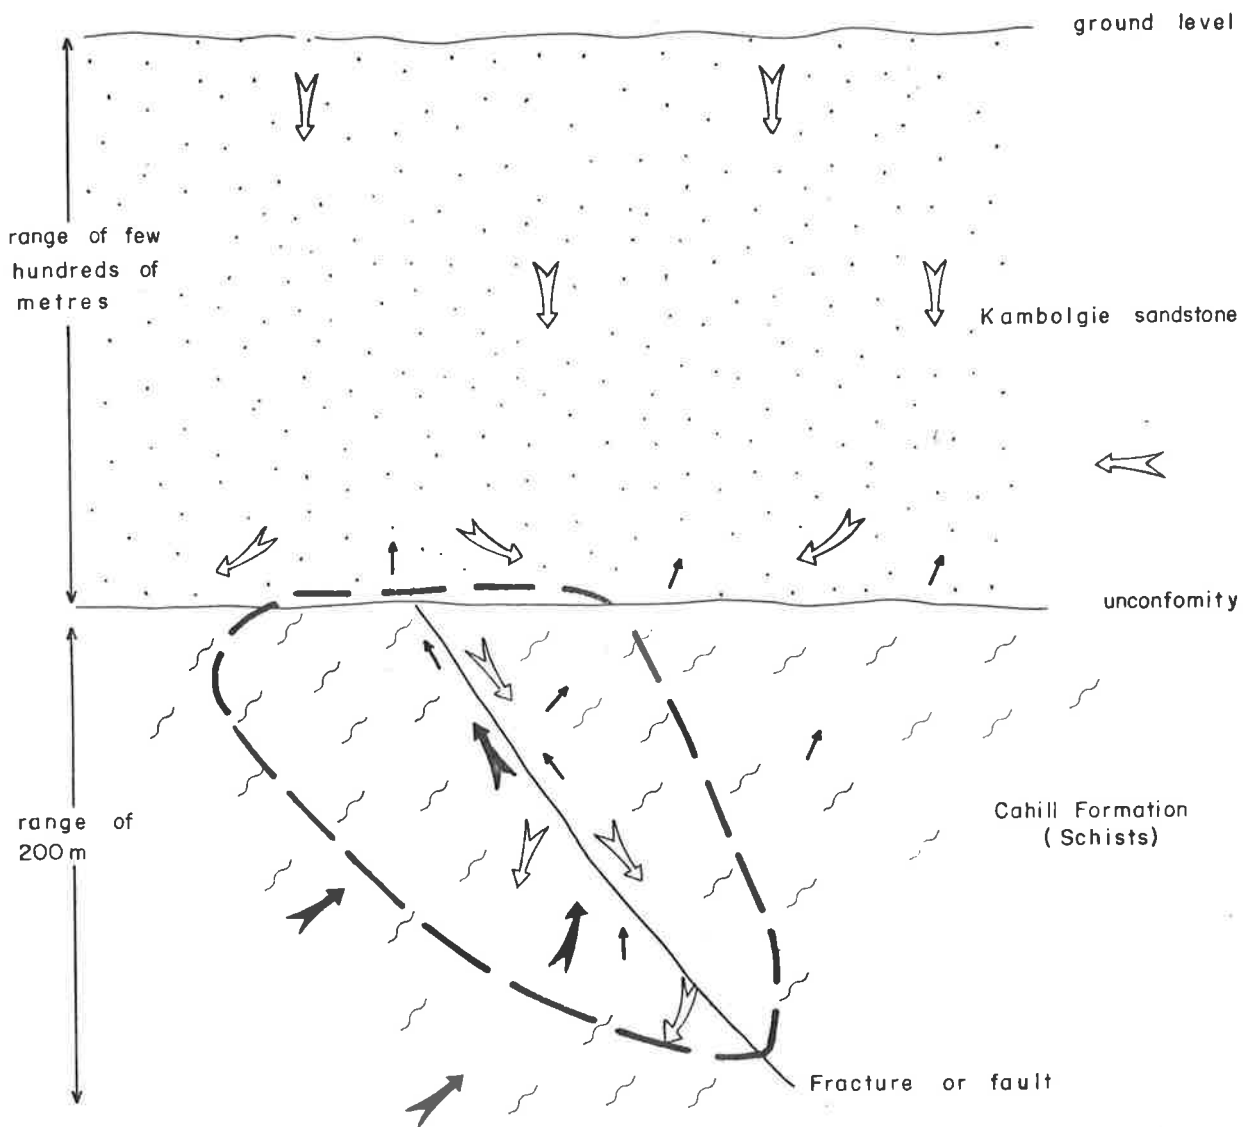 ground level
range of few
hundreds of
metres
Kambolgie sandstone
unconfomity
range of
200m
Cahill Formation
(Schists)
Fracture or fault